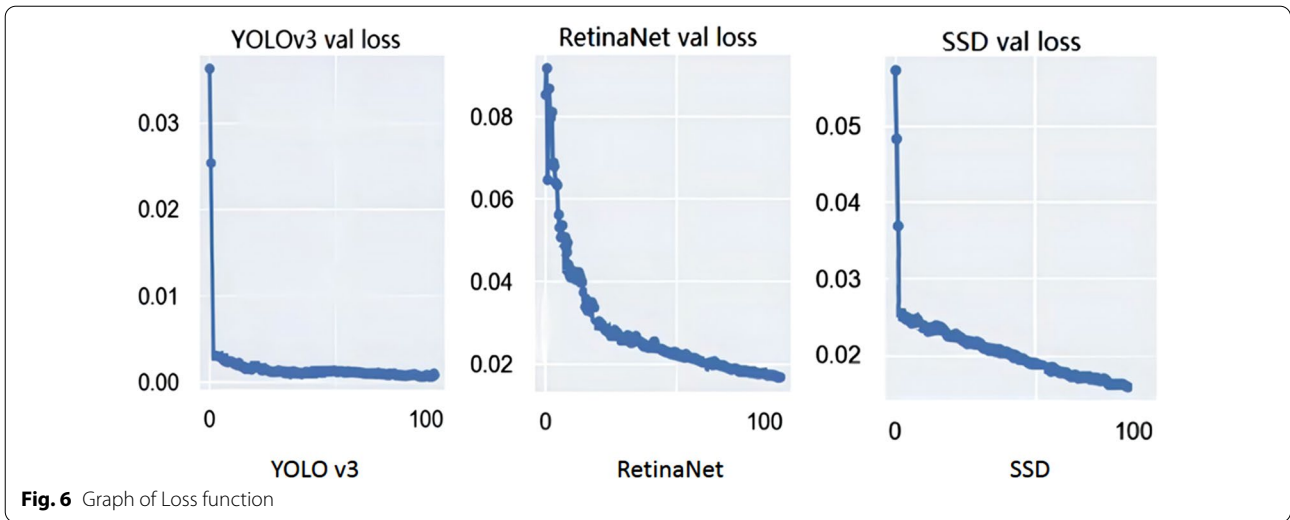 YOLOv3 val loss
0.03
0.02
0.01
0.00
0
100
YOLO v3
RetinaNet val loss
0.08
0.06
0.04
0.02
0
100
RetinaNet
SSD val loss
0.05
0.04
0.03
0.02
0
100
SSD
Fig. 6 Graph of Loss function